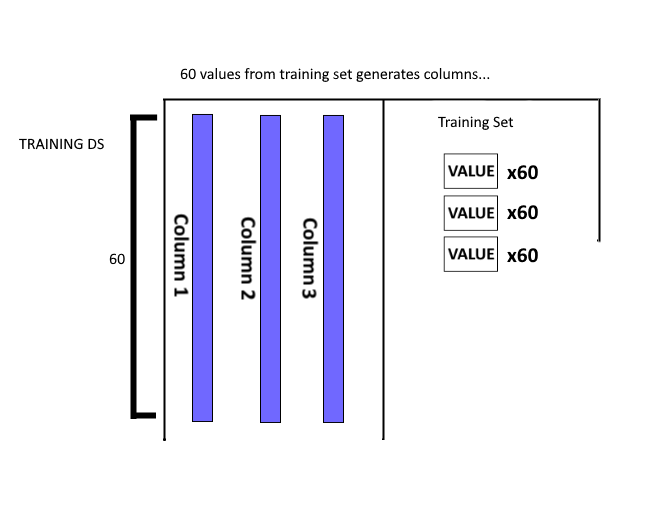 60 values from training set generates columns...
TRAINING DS
60
Column 1
Column 2
Column 3
Training Set
VALUE x60
VALUE x60
VALUE x60